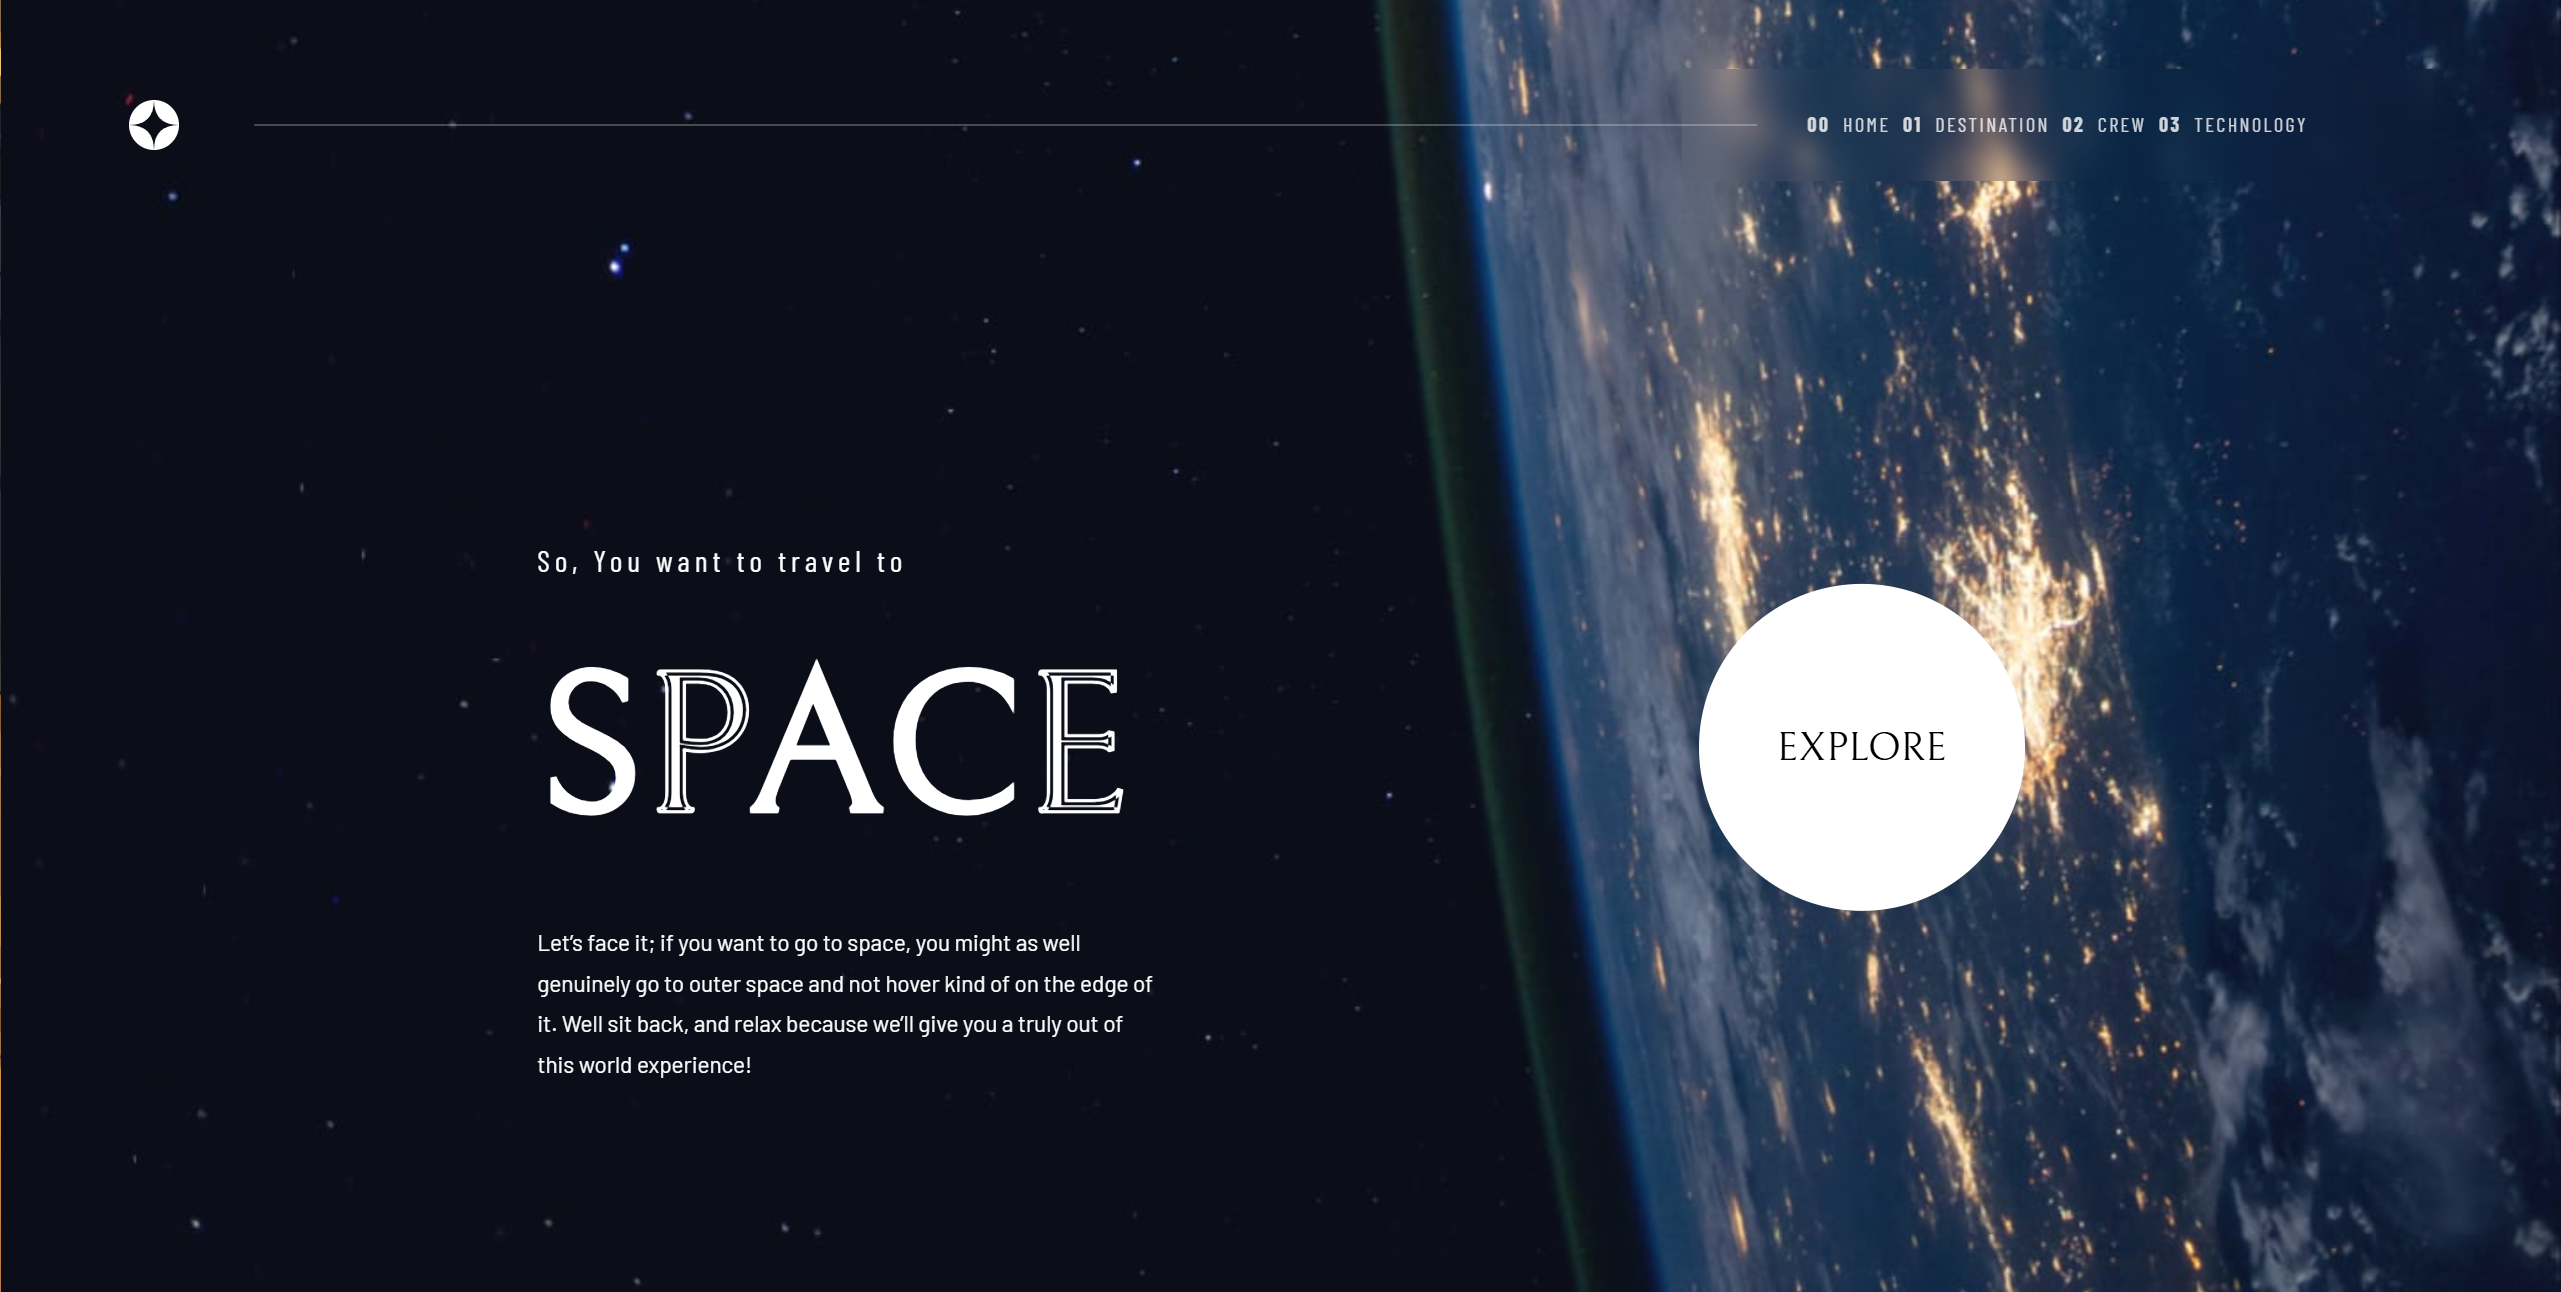 00 HOME 01 DESTINATION 02 CREW 03 TECHNOLOGY
So, You want to travel to
SPACE
EXPLORE
Let’s face it; if you want to go to space, you might as well
genuinely go to outer space and not hover kind of on the edge of
it. Well sit back, and relax because we’ll give you a truly out of
this world experience!